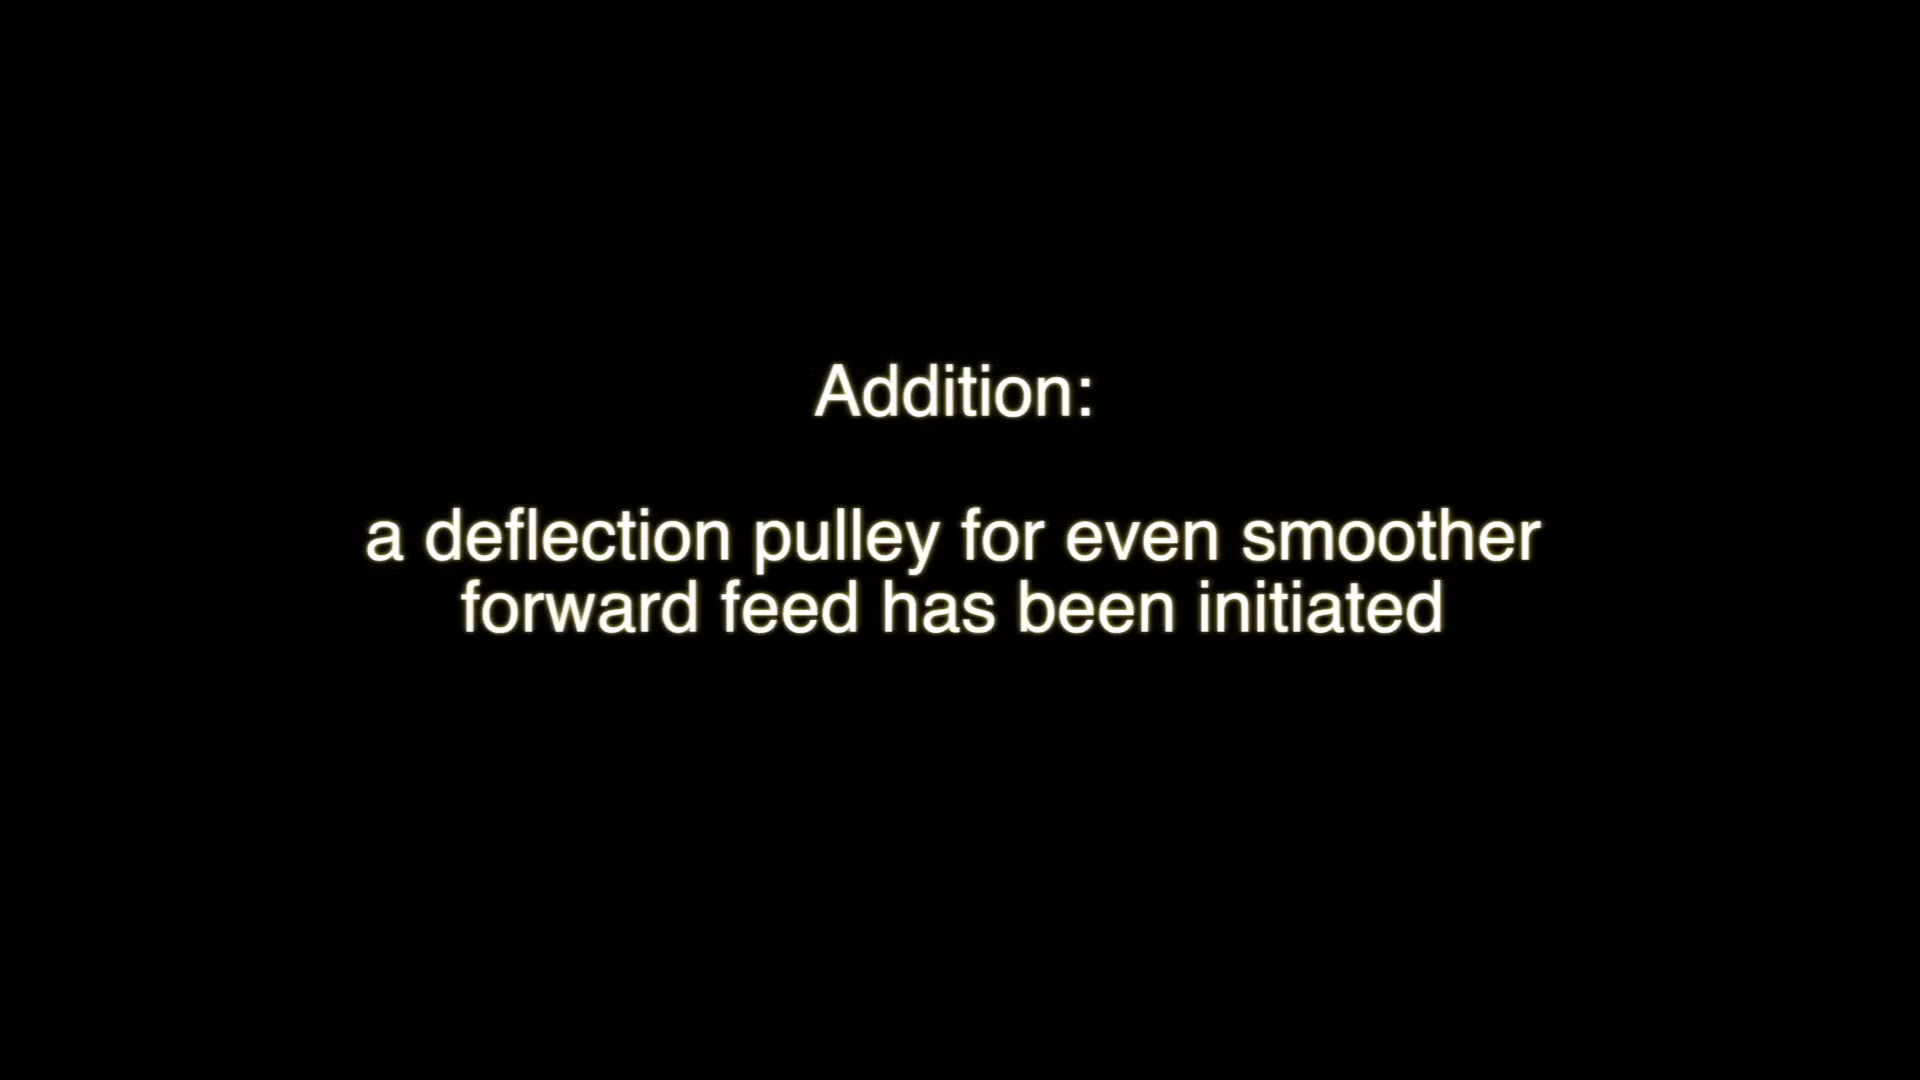 Addition:
a deflection pulley for even smoother
forward feed has been initiated